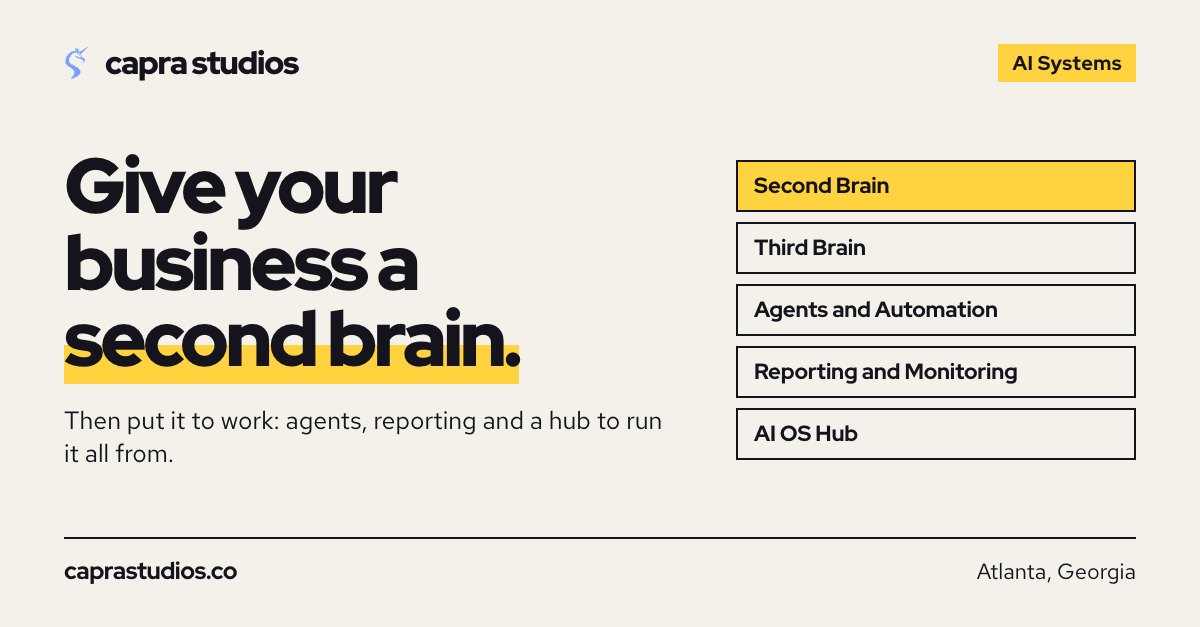 capra studios
AI Systems
Give your
business a
second brain.
Then put it to work: agents, reporting and a hub to run
it all from.
Second Brain
Third Brain
Agents and Automation
Reporting and Monitoring
AI OS Hub
caprastudios.co
Atlanta, Georgia